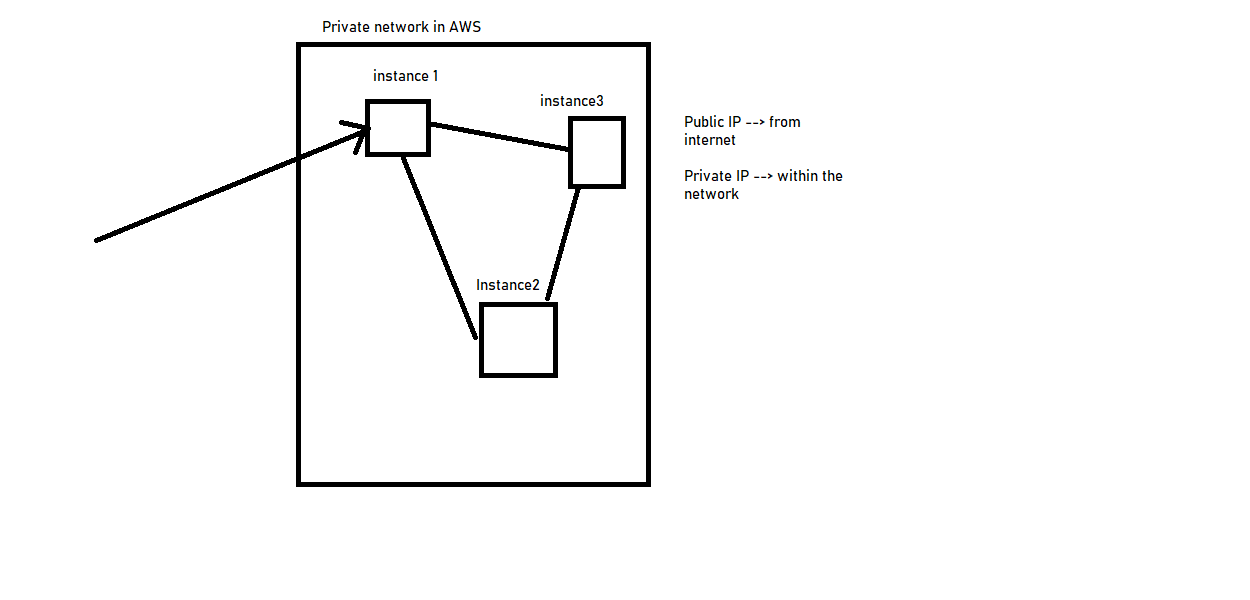 Private network in AWS
instance 1
instance3
Public IP --> from
internet
Private IP --> within the
network
Instance2